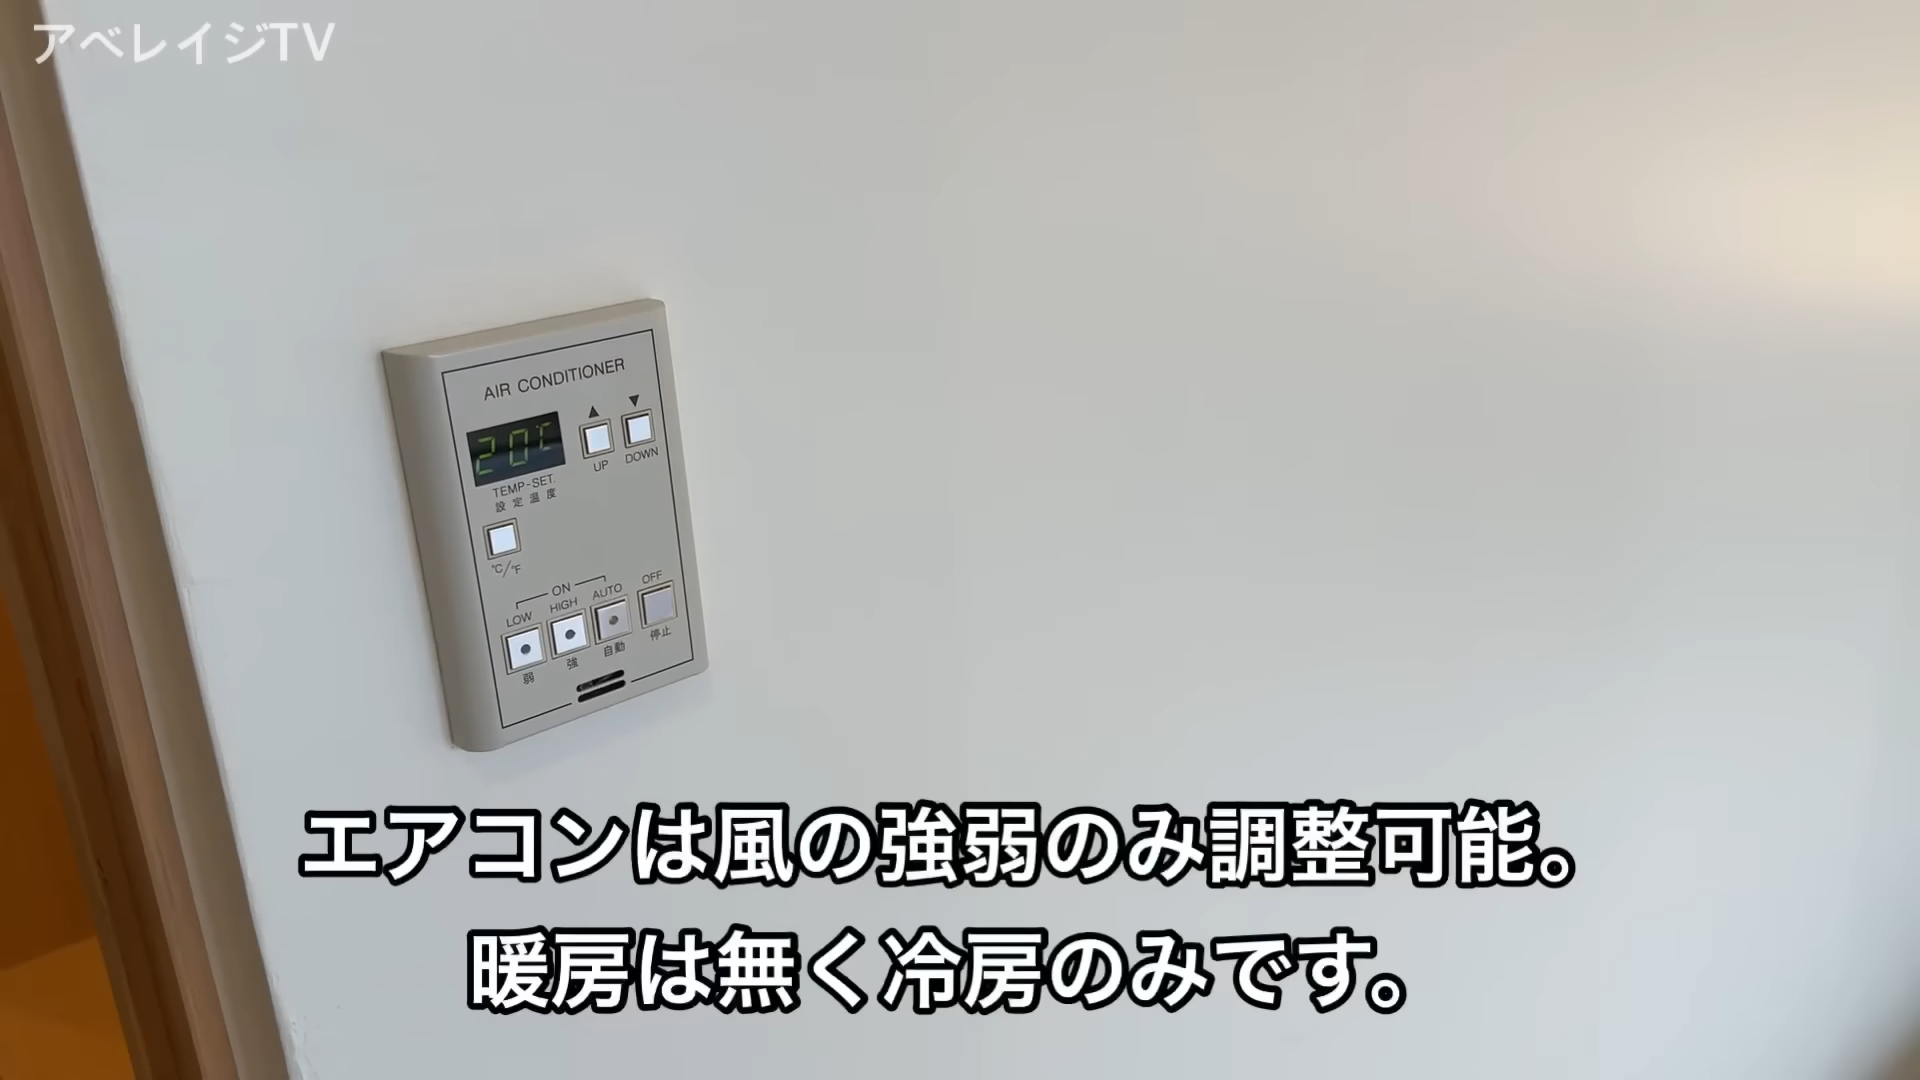 アベレイジTV
AIR CONDITIONER
20℃
▲ ▼
UP DOWN
TEMP-SET.
設定温度
℃/℉
ON
LOW HIGH AUTO OFF
弱 強 自動 停止
エアコンは風の強弱のみ調整可能。
暖房は無く冷房のみです。